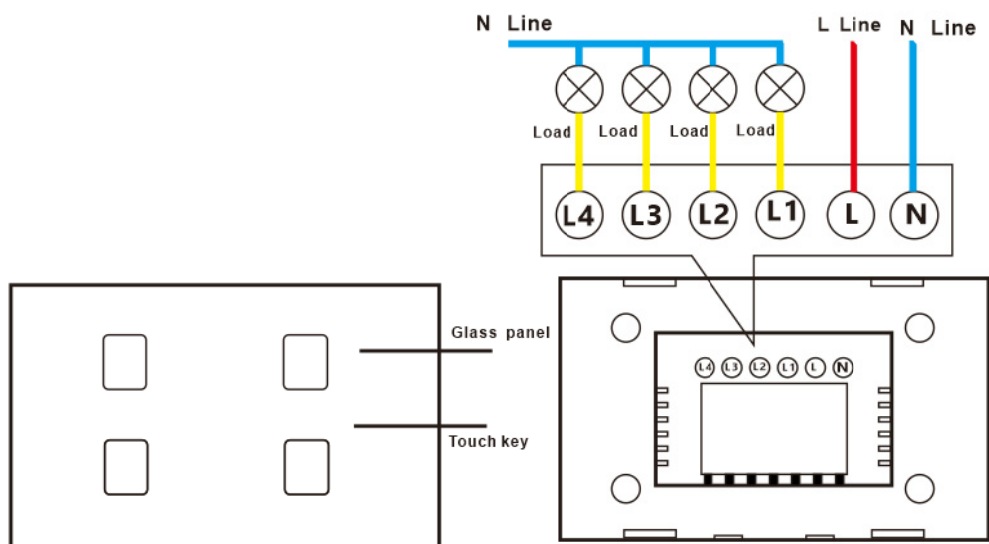 N Line
L Line
N Line
Load
Load
Load
Load
L4
L3
L2
L1
L
N
Glass panel
L4
L3
L2
L1
L
N
Touch key